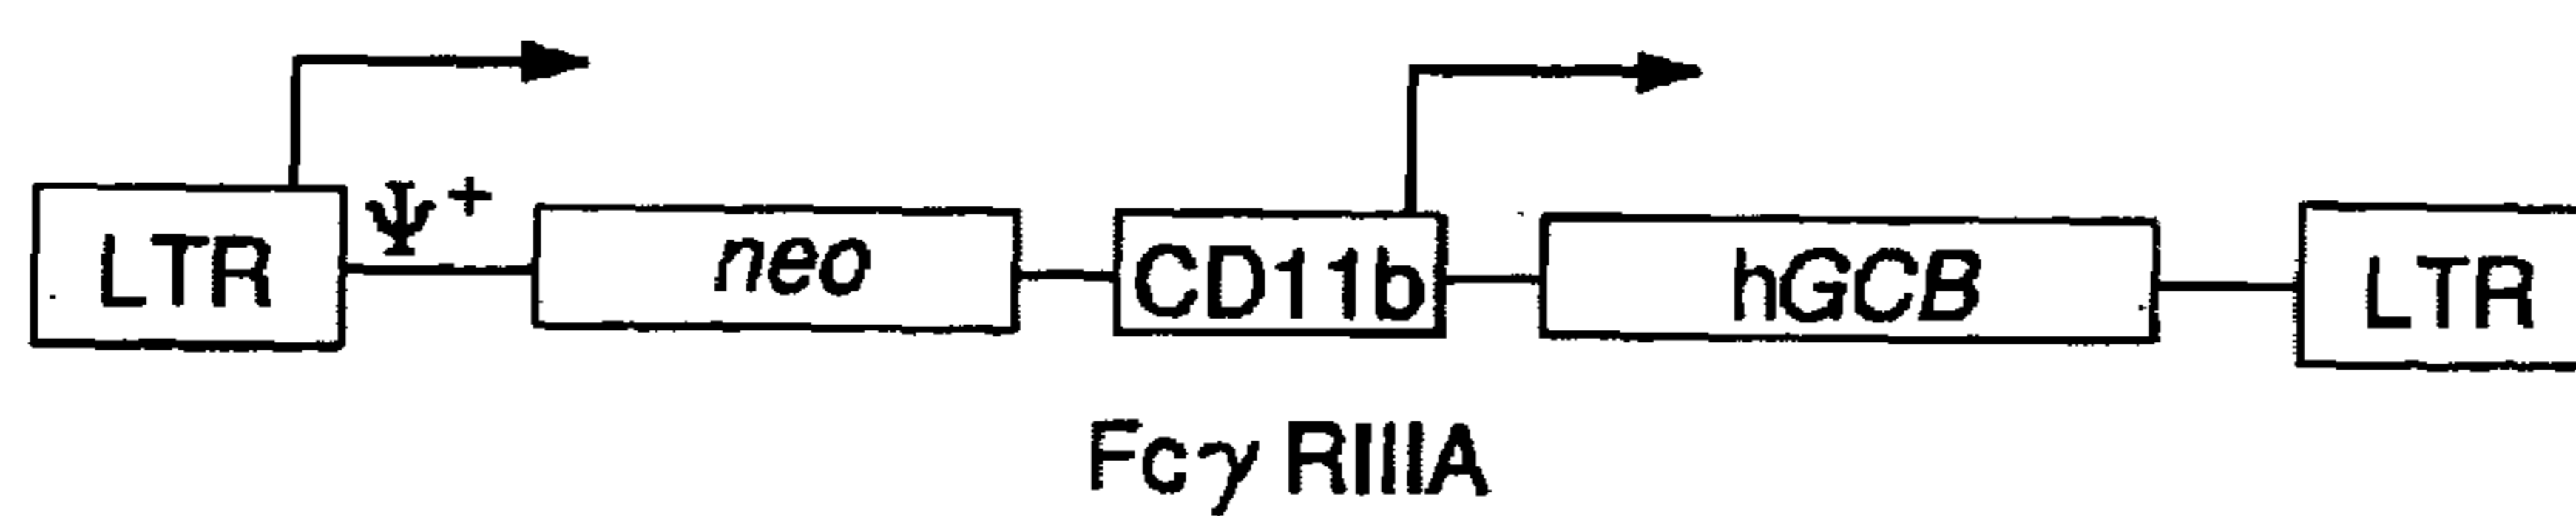 LTR Ψ+ neo CD11b hGCB LTR
Fcγ RIIIA